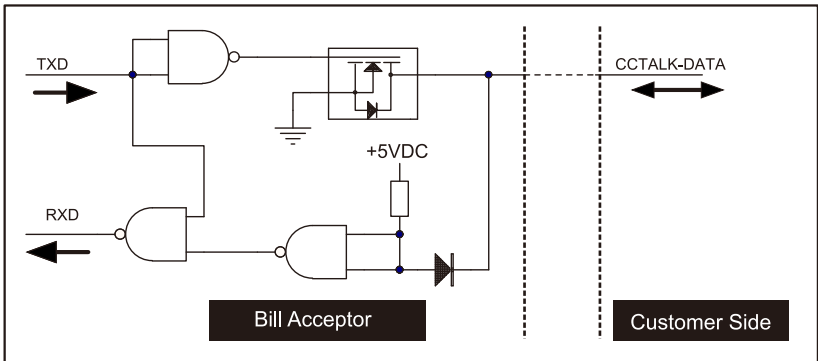 TXD
CCTALK-DATA
+5VDC
RXD
Bill Acceptor
Customer Side